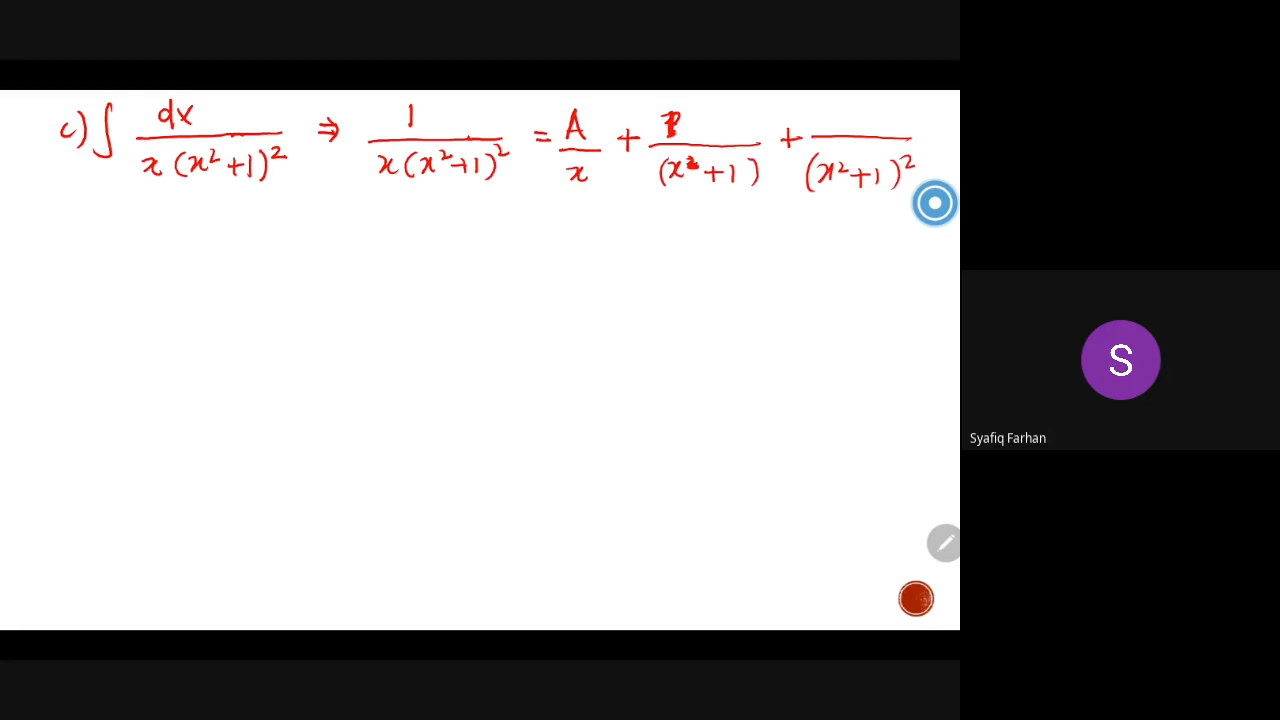 c) ∫ dx / x(x²+1)² ⇒ 1 / x(x²+1)² = A/x + /(x²+1) + /(x²+1)²
S
Syafiq Farhan